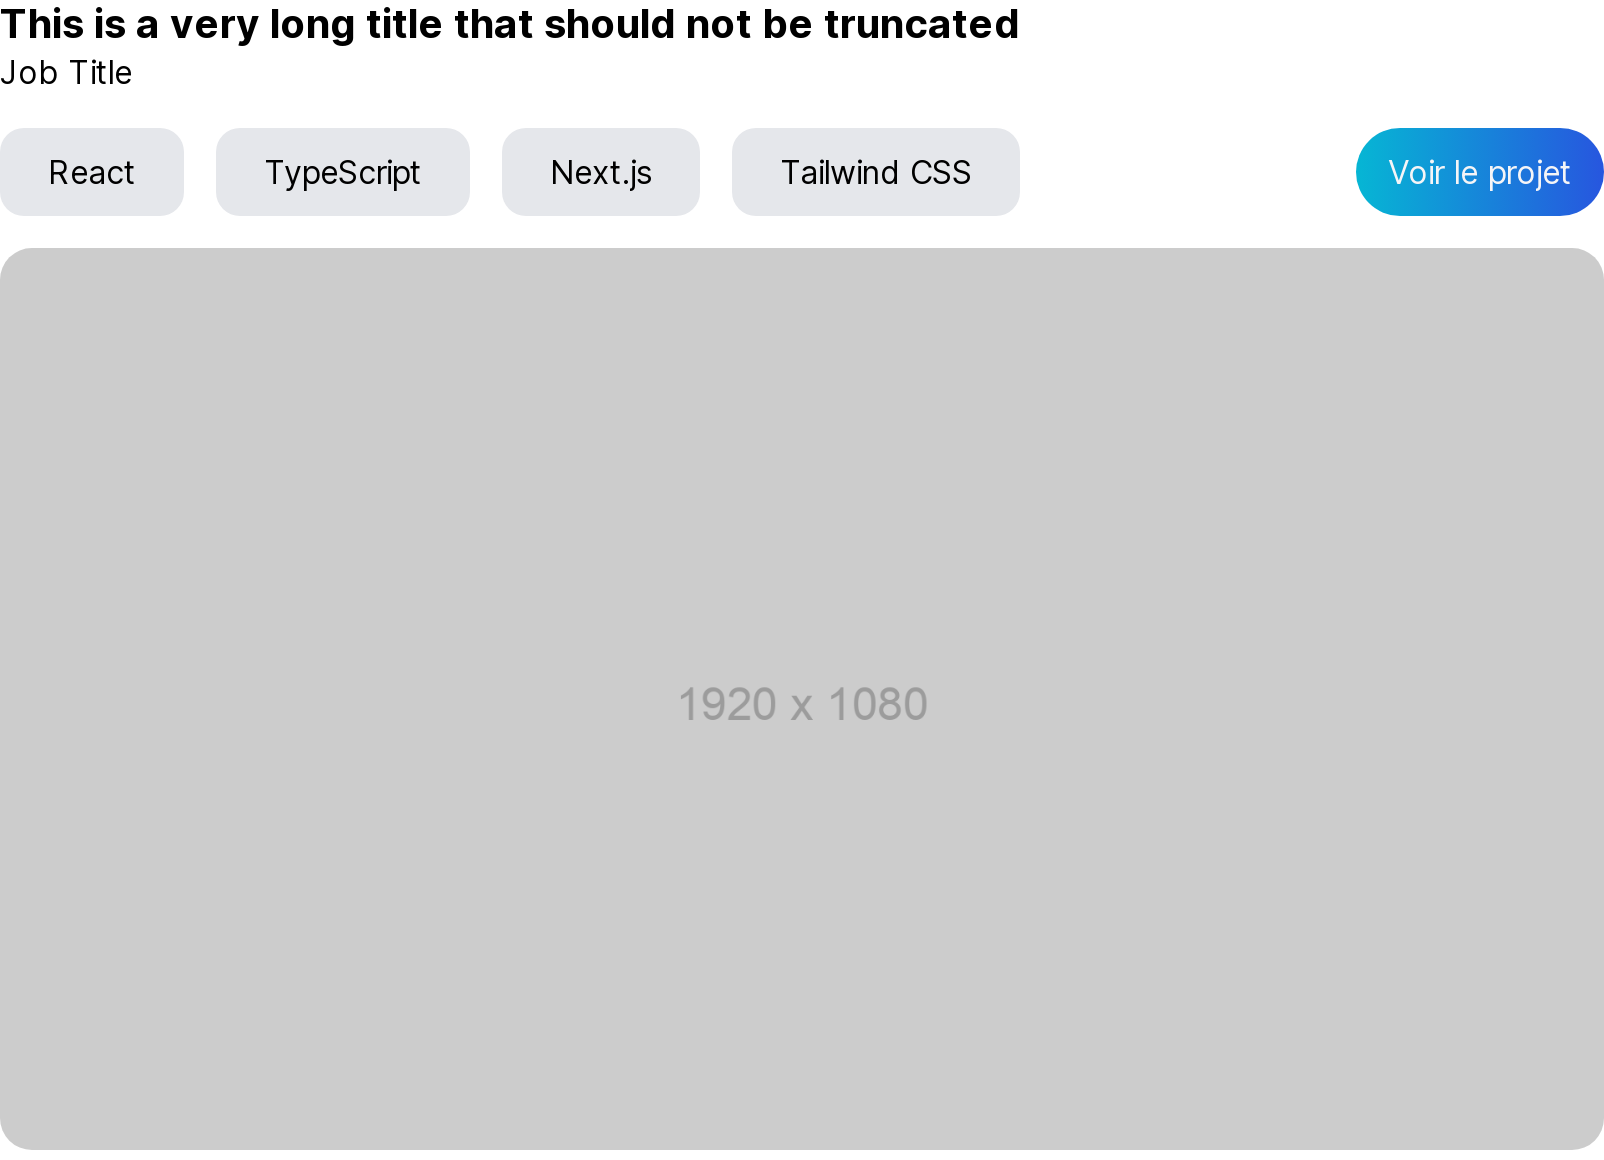 This is a very long title that should not be truncated
Job Title
React TypeScript Next.js Tailwind CSS Voir le projet
1920 x 1080